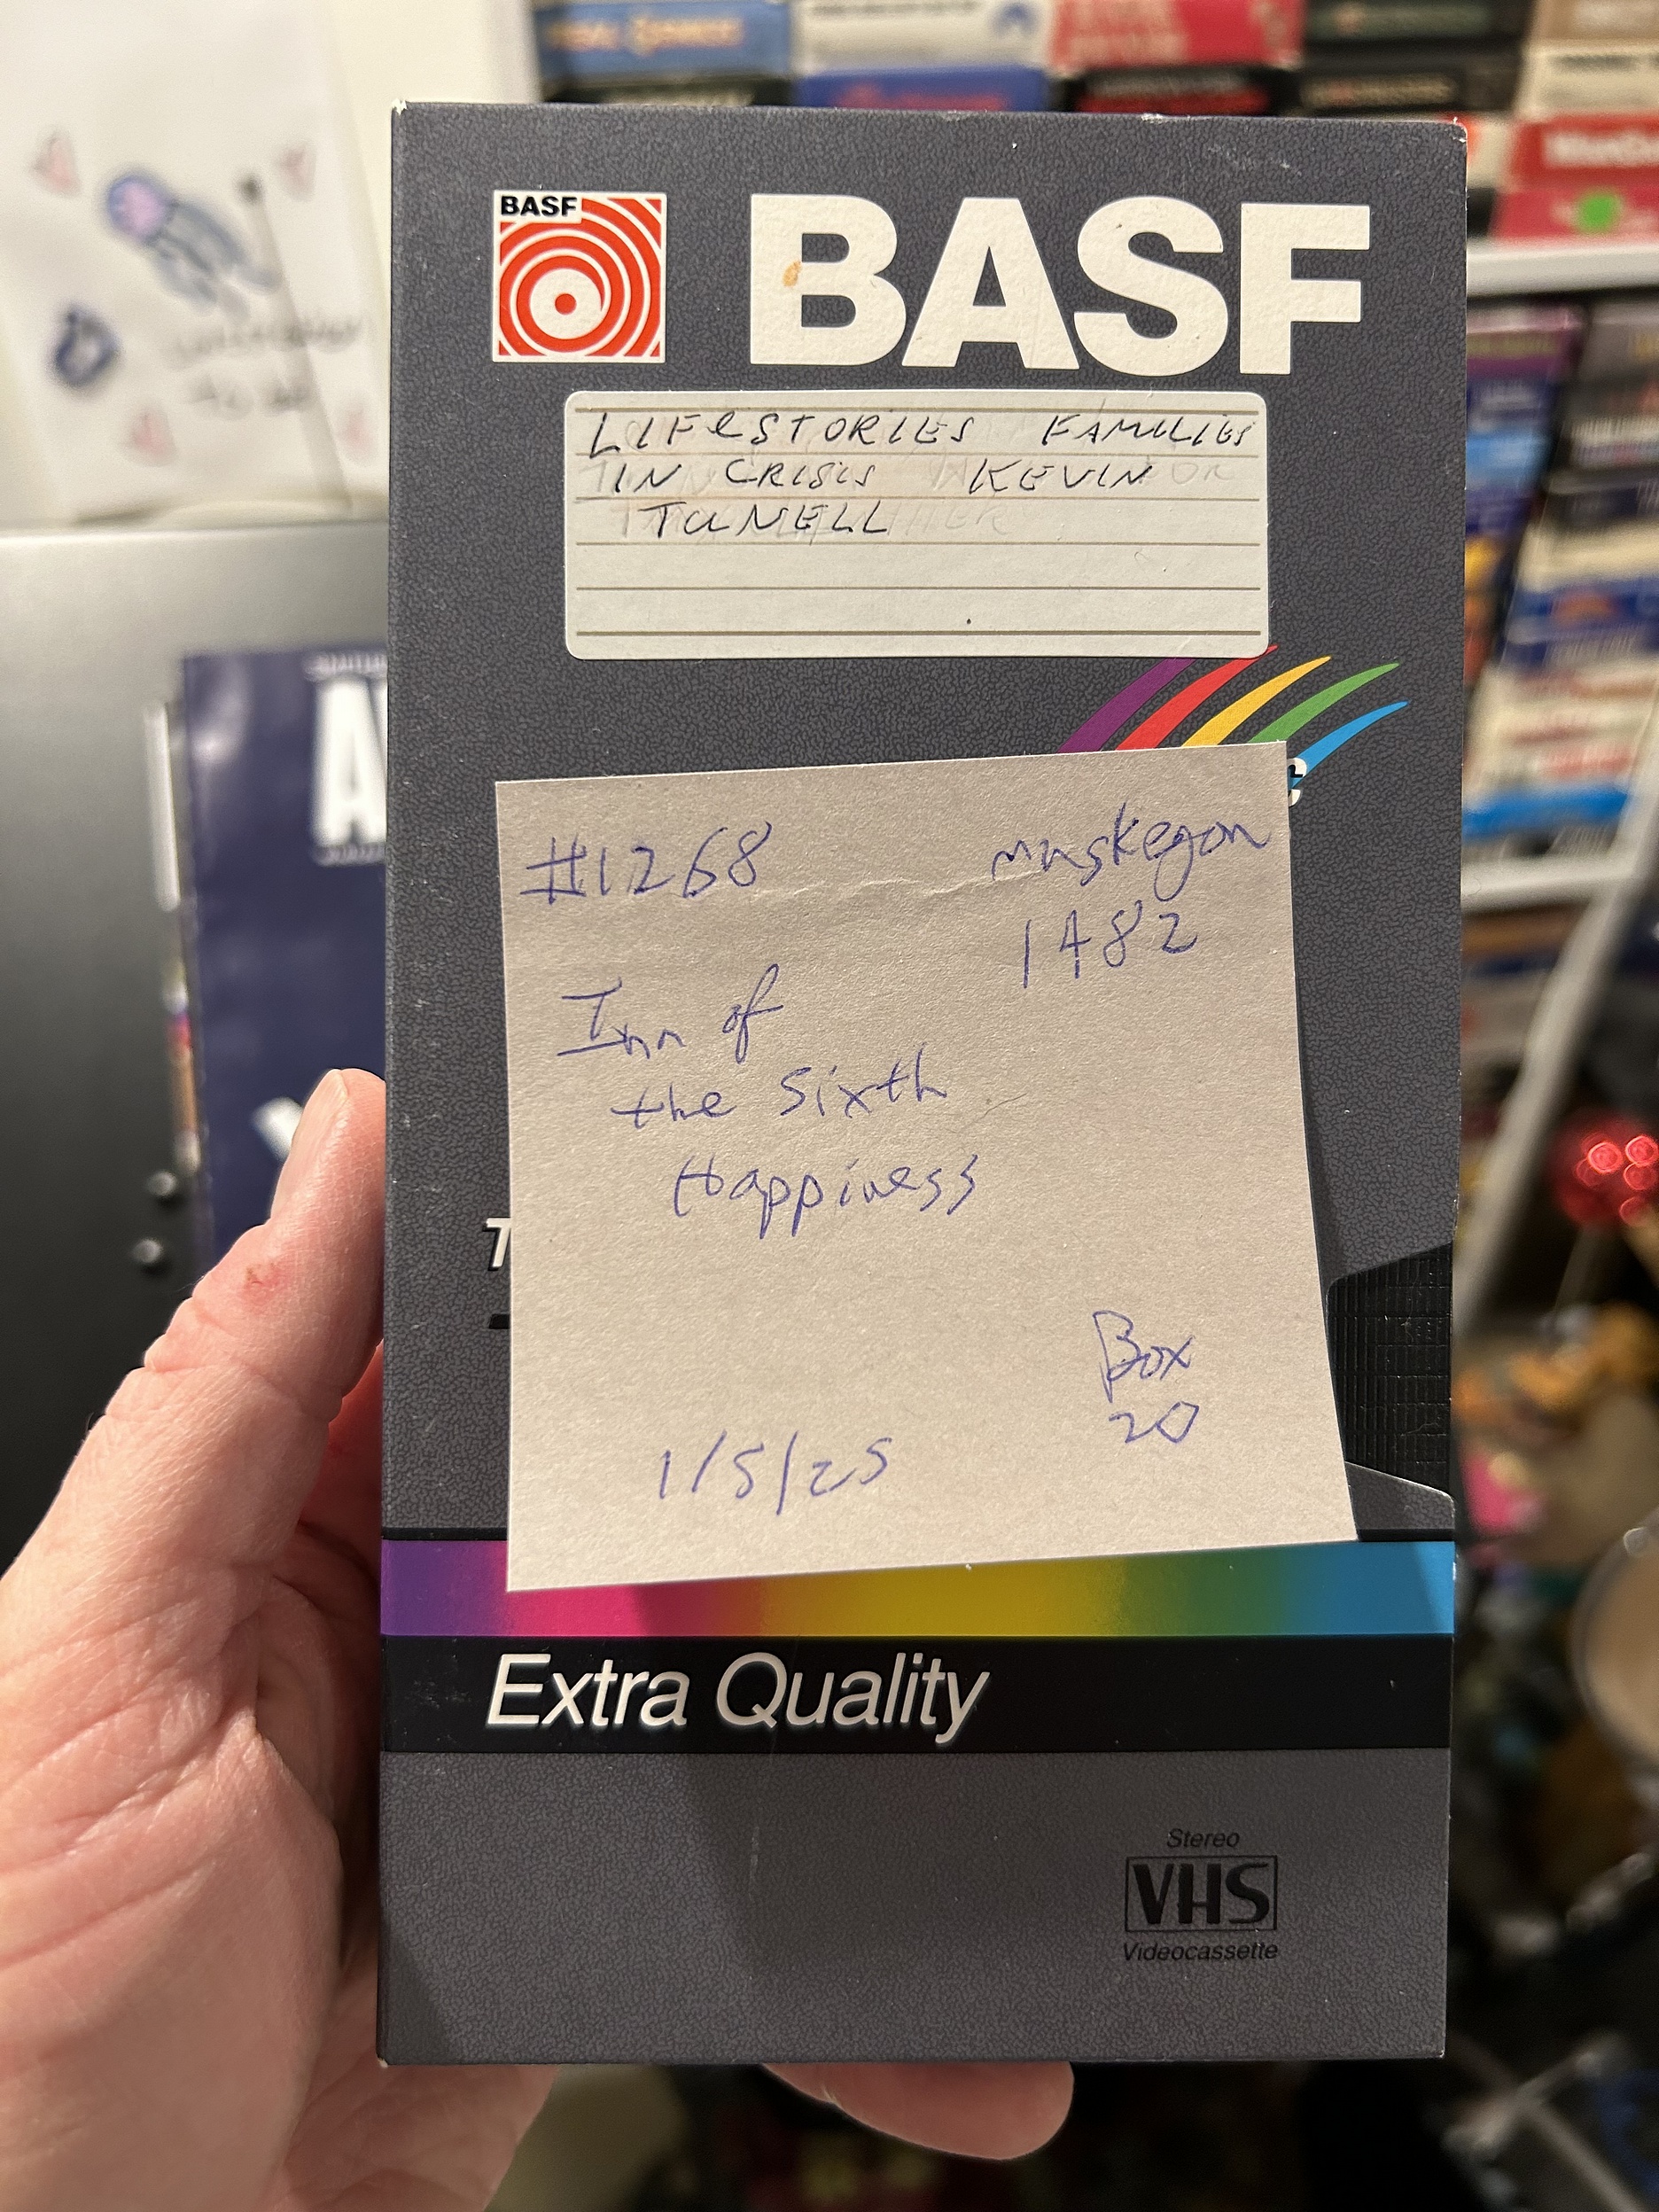 BASF
BASF
LIFeSTORIES FAMILIES
IN CRISIS KEVIN
TUNELL
#1268
muskegon
1482
Inn of
the Sixth
Happiness
Box
20
1/5/25
Extra Quality
Stereo
VHS
Videocassette